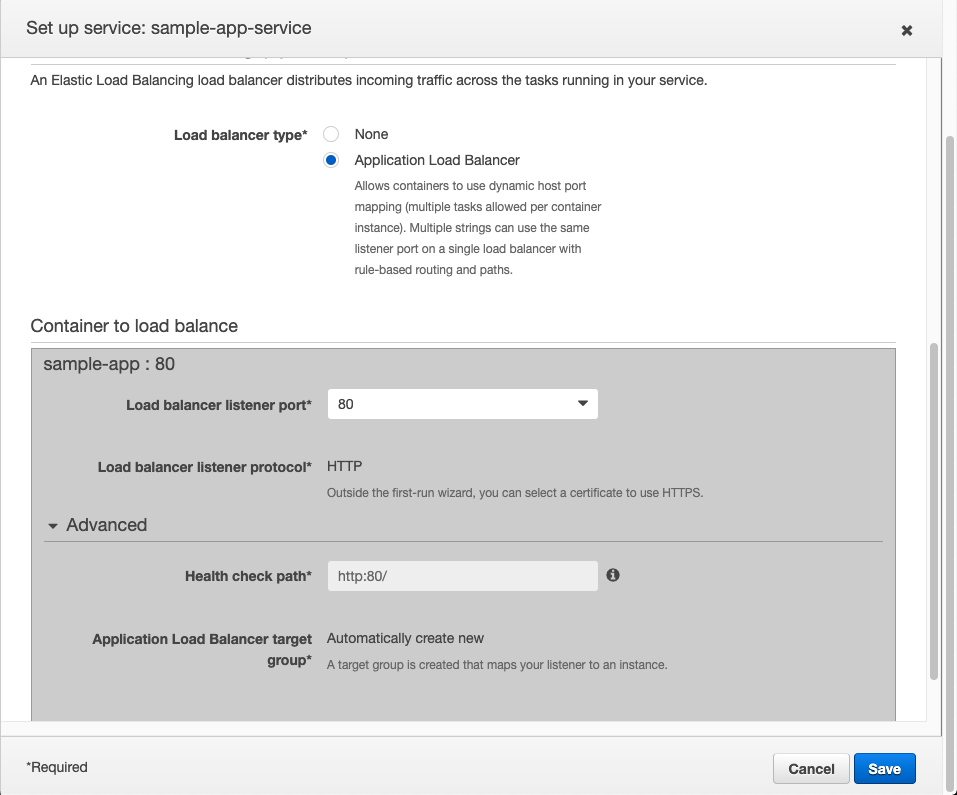 Set up service: sample-app-service
An Elastic Load Balancing load balancer distributes incoming traffic across the tasks running in your service.
Load balancer type*
None
Application Load Balancer
Allows containers to use dynamic host port
mapping (multiple tasks allowed per container
instance). Multiple strings can use the same
listener port on a single load balancer with
rule-based routing and paths.
Container to load balance
sample-app : 80
Load balancer listener port*
80
Load balancer listener protocol*
HTTP
Outside the first-run wizard, you can select a certificate to use HTTPS.
Advanced
Health check path*
http:80/
Application Load Balancer target
group*
Automatically create new
A target group is created that maps your listener to an instance.
*Required
Cancel
Save